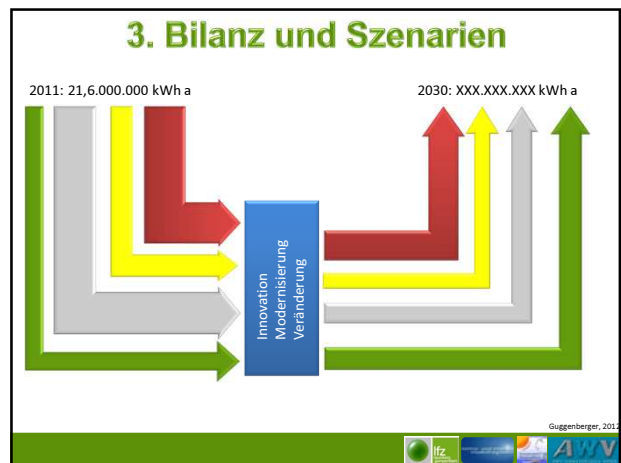 3. Bilanz und Szenarien
2011: 21,6.000.000 kWh a
2030: XXX.XXX.XXX kWh a
Innovation
Modernisierung
Veränderung
Guggenberger, 2012
lfz
AWV